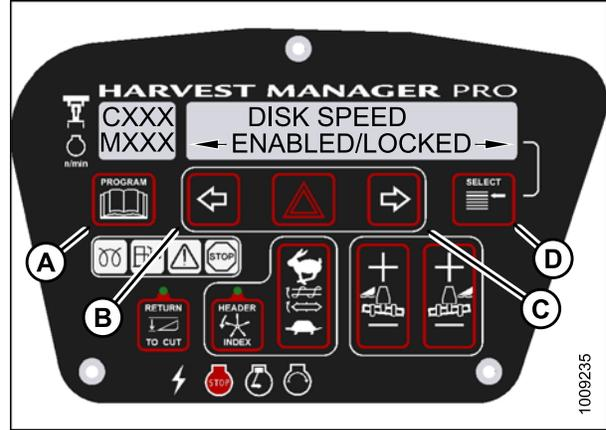 HARVEST MANAGER PRO
CXXX
MXXX
n/min
DISK SPEED
ENABLED/LOCKED
PROGRAM
SELECT
A
B
C
D
STOP
RETURN
TO CUT
HEADER
INDEX
STOP
1009235